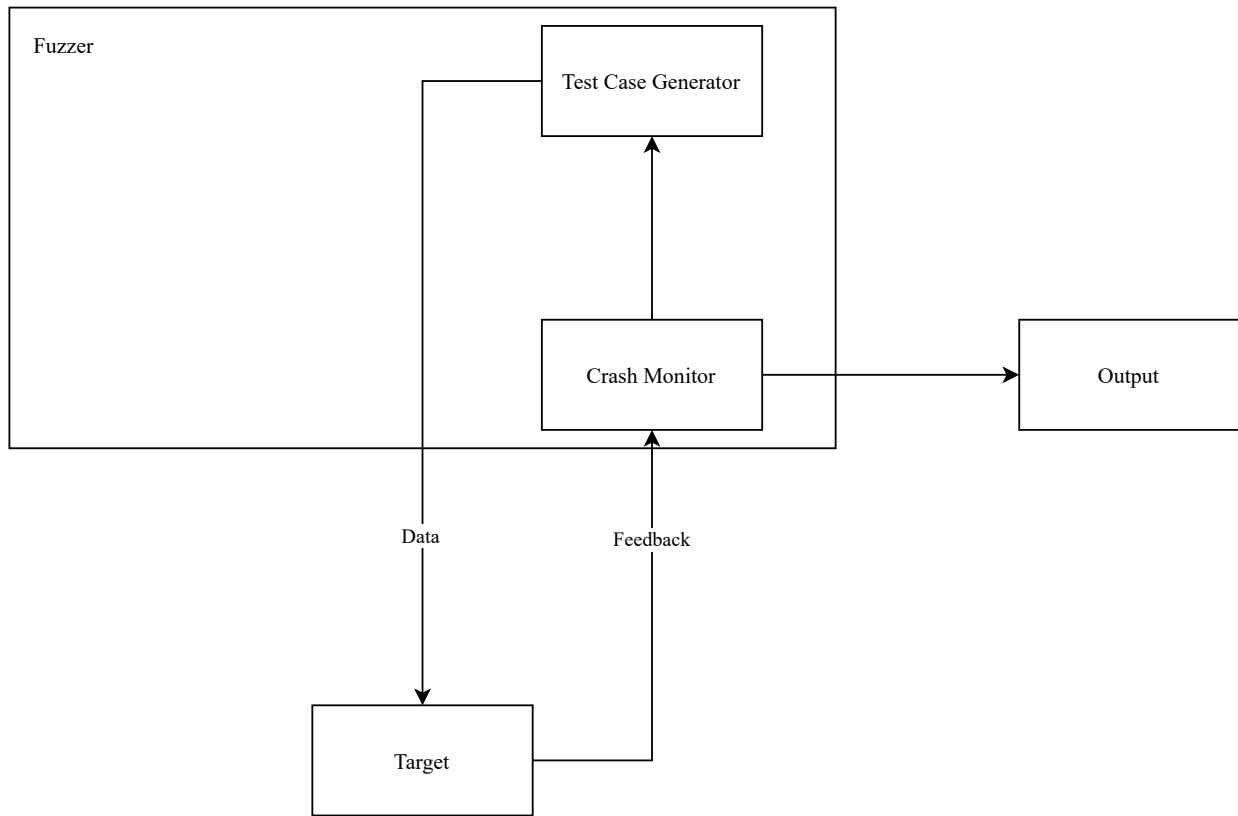 Fuzzer
Test Case Generator
Crash Monitor
Output
Data
Feedback
Target